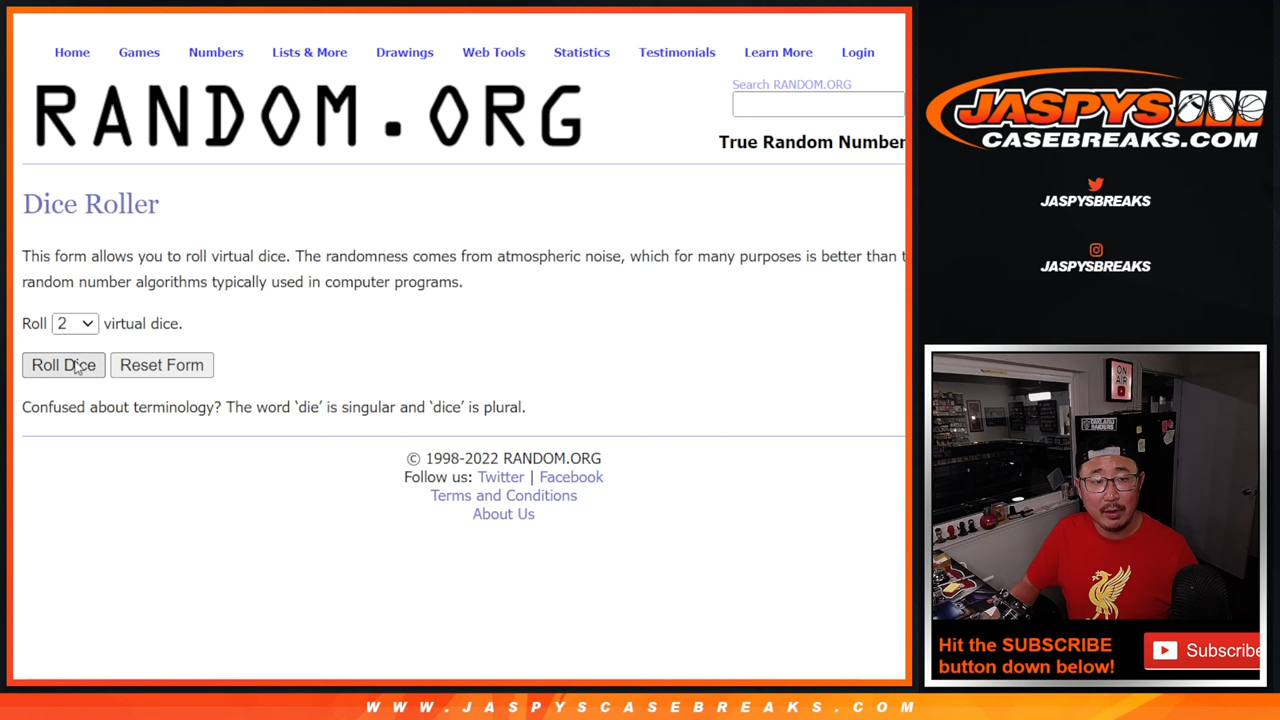 Home Games Numbers Lists & More Drawings Web Tools Statistics Testimonials Learn More Login
RANDOM.ORG
Search RANDOM.ORG
True Random Number
Dice Roller
This form allows you to roll virtual dice. The randomness comes from atmospheric noise, which for many purposes is better than
random number algorithms typically used in computer programs.
Roll 2 virtual dice.
Roll Dice Reset Form
Confused about terminology? The word ‘die’ is singular and ‘dice’ is plural.
© 1998-2022 RANDOM.ORG
Follow us: Twitter | Facebook
Terms and Conditions
About Us
JASPYS
CASEBREAKS.COM
JASPYSBREAKS
JASPYSBREAKS
ON
AIR
OAKLAND
RAIDERS
Hit the SUBSCRIBE
button down below!
Subscribe
WWW.JASPYSCASEBREAKS.COM